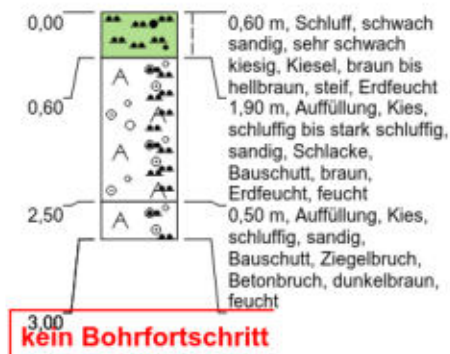 0,00
0,60 m, Schluff, schwach
sandig, sehr schwach
kiesig, Kiesel, braun bis
hellbraun, steif, Erdfeucht
0,60
1,90 m, Auffüllung, Kies,
schluffig bis stark schluffig,
sandig, Schlacke,
Bauschutt, braun,
Erdfeucht, feucht
2,50
0,50 m, Auffüllung, Kies,
schluffig, sandig,
Bauschutt, Ziegelbruch,
Betonbruch, dunkelbraun,
feucht
3,00
kein Bohrfortschritt